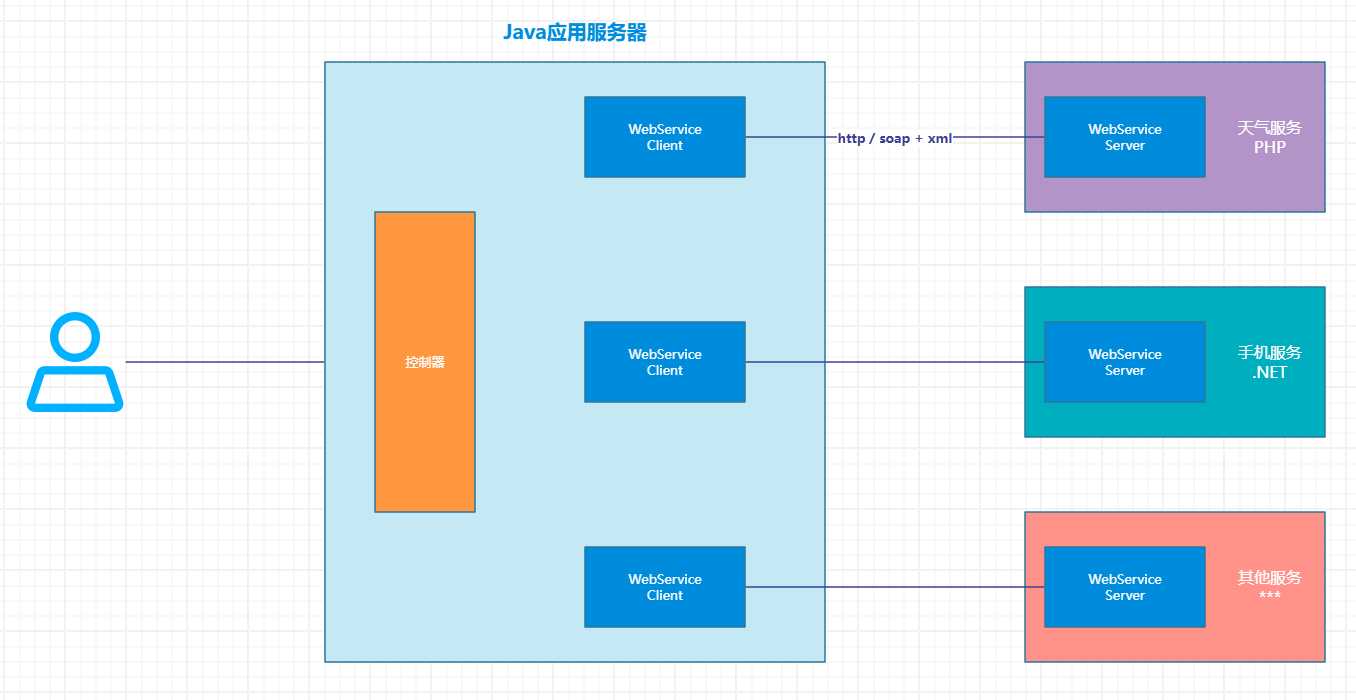 Java应用服务器
WebService
Client
http / soap + xml
WebService
Server
天气服务
PHP
控制器
WebService
Client
WebService
Server
手机服务
.NET
WebService
Client
WebService
Server
其他服务
***